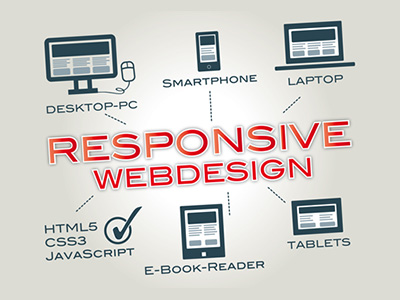 Smartphone
Laptop
Desktop-PC
RESPONSIVE
WEBDESIGN
HTML5
CSS3
JavaScript
E-Book-Reader
Tablets